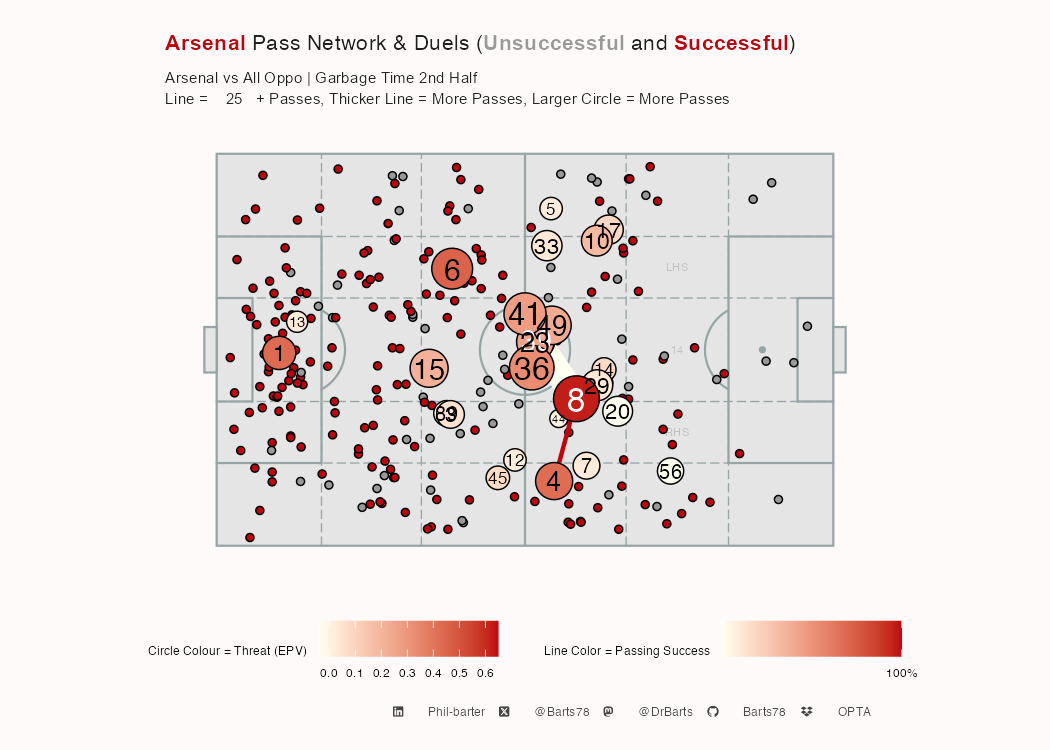 Arsenal Pass Network & Duels (Unsuccessful and Successful)
Arsenal vs All Oppo | Garbage Time 2nd Half
Line = 25 + Passes, Thicker Line = More Passes, Larger Circle = More Passes
5
17
10
33
LHS
6
41
49
13
1
36
15
14
14
29
8
20
44
RHS
12
7
56
45
4
Circle Colour = Threat (EPV)
0.0 0.1 0.2 0.3 0.4 0.5 0.6
Line Color = Passing Success
100%
Phil-barter @Barts78 @DrBarts Barts78 OPTA